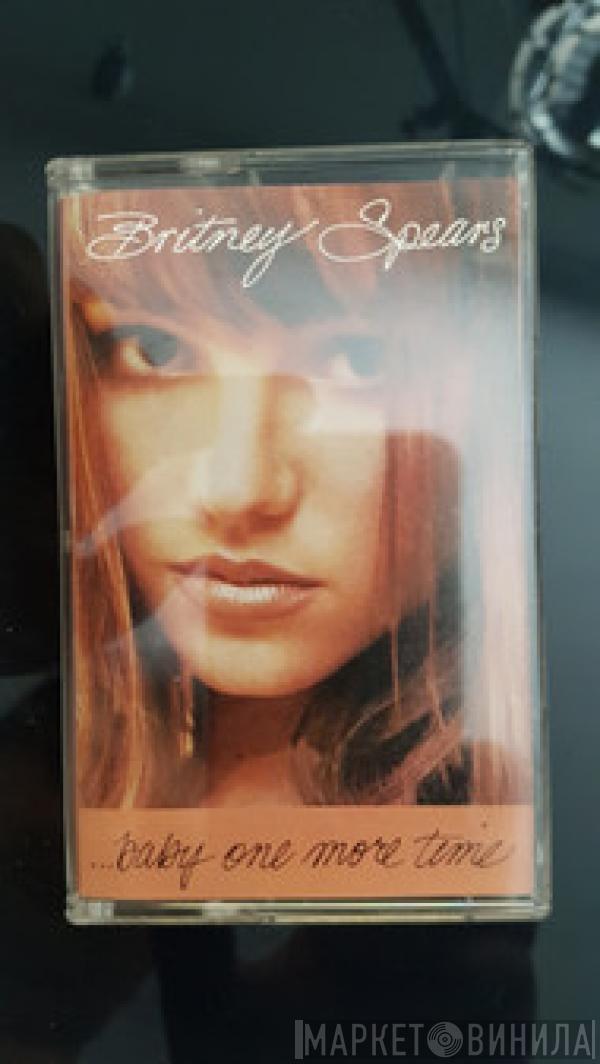 Britney Spears
...baby one more time
МАРКЕТ ВИНИЛА